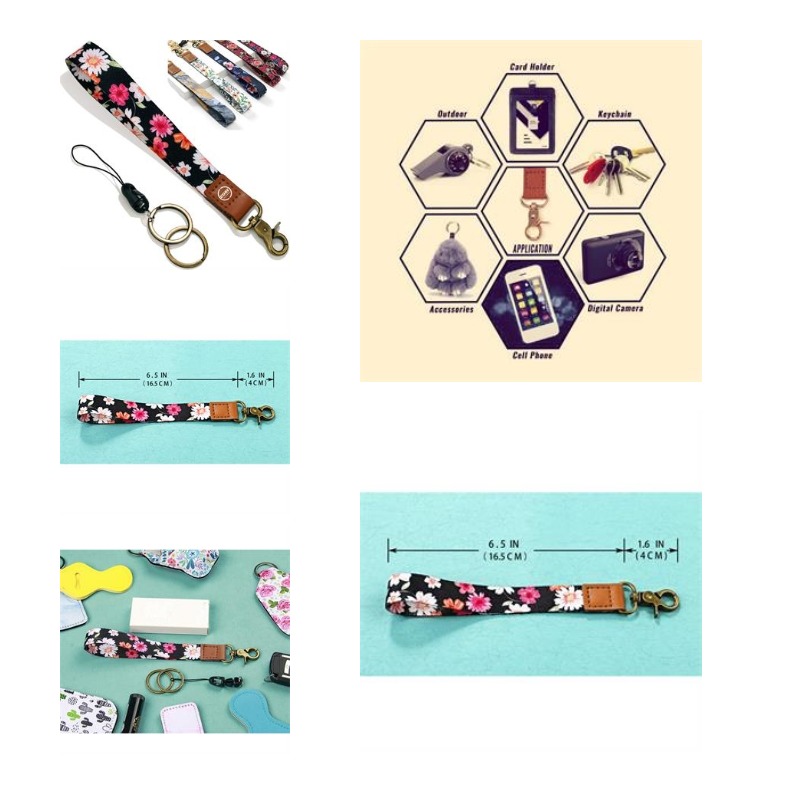 Card Holder
Outdoor
Keychain
APPLICATION
Accessories
Digital Camera
Cell Phone
6.5 IN
(16.5CM)
1.6 IN
(4CM)
6.5 IN
(16.5CM)
1.6 IN
(4CM)